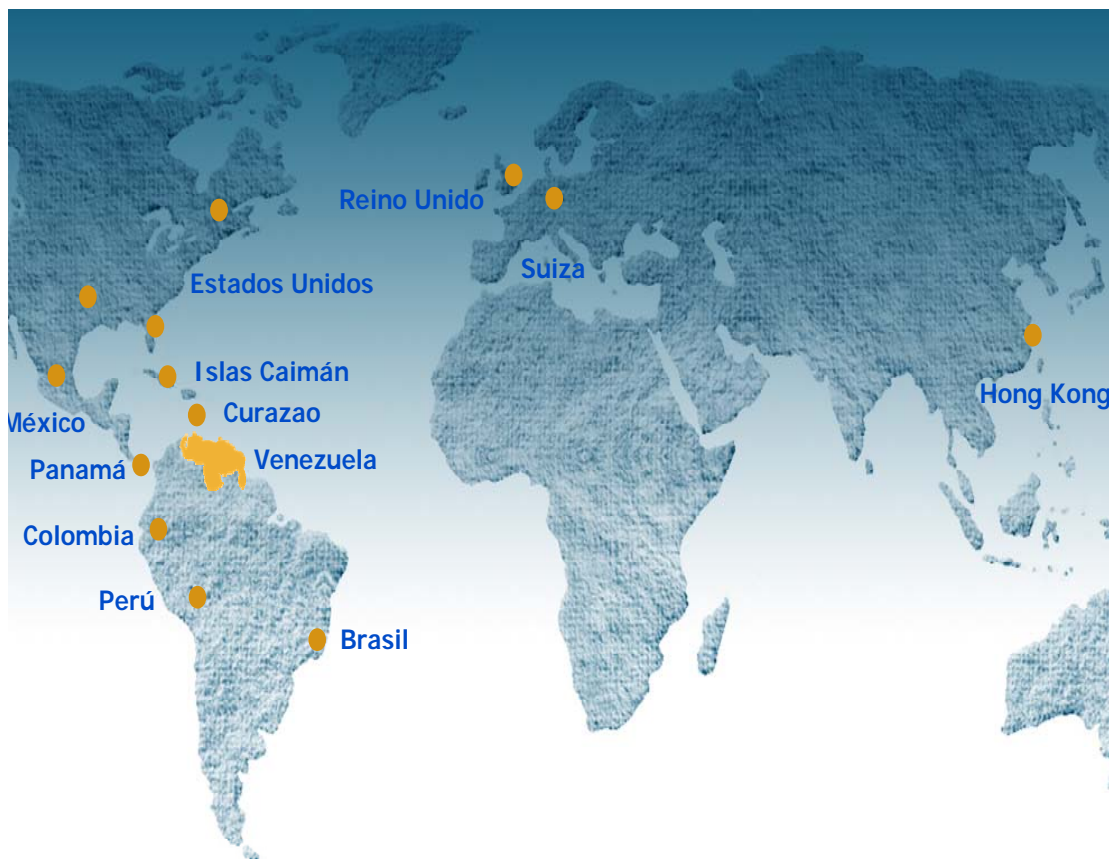 Reino Unido
Suiza
Estados Unidos
Islas Caimán
Hong Kong
México
Curazao
Panamá
Venezuela
Colombia
Perú
Brasil